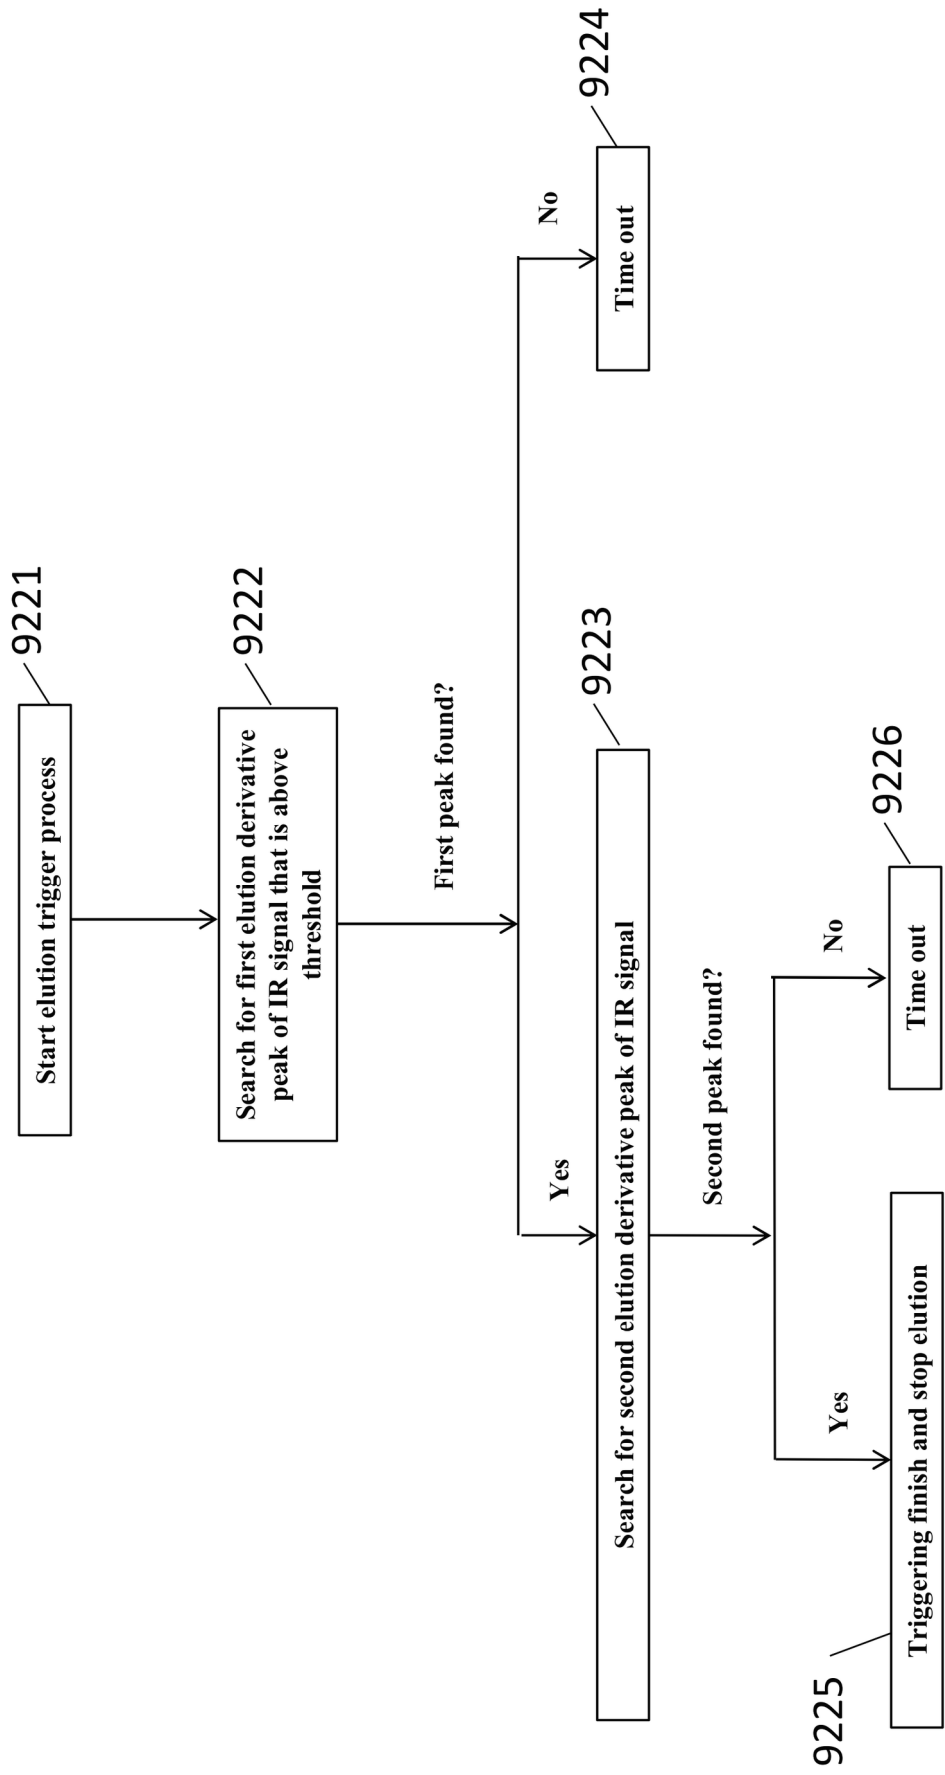 9221
Start elution trigger process
9222
Search for first elution derivative
peak of IR signal that is above
threshold
First peak found?
Yes
No
9223
Search for second elution derivative peak of IR signal
9224
Time out
Second peak found?
Yes
No
9225
Triggering finish and stop elution
9226
Time out